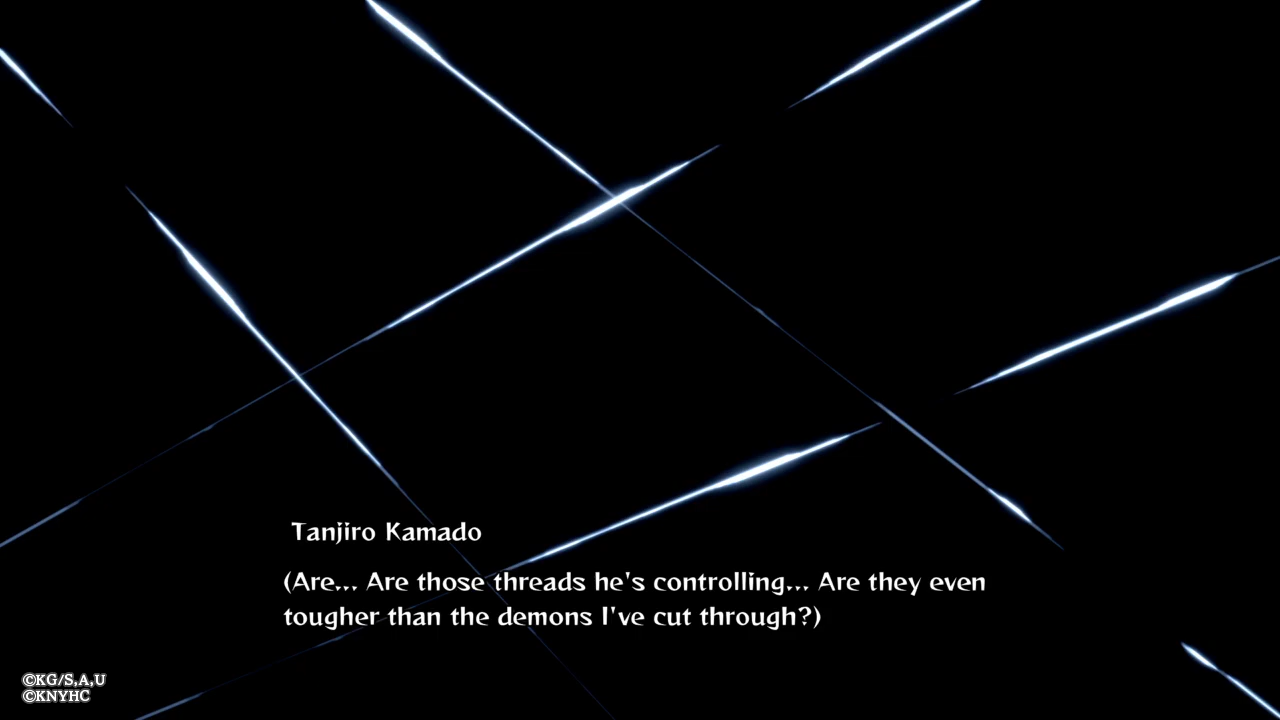 Tanjiro Kamado
(Are... Are those threads he's controlling... Are they even
tougher than the demons I've cut through?)
©KG/S,A,U
©KNYHC